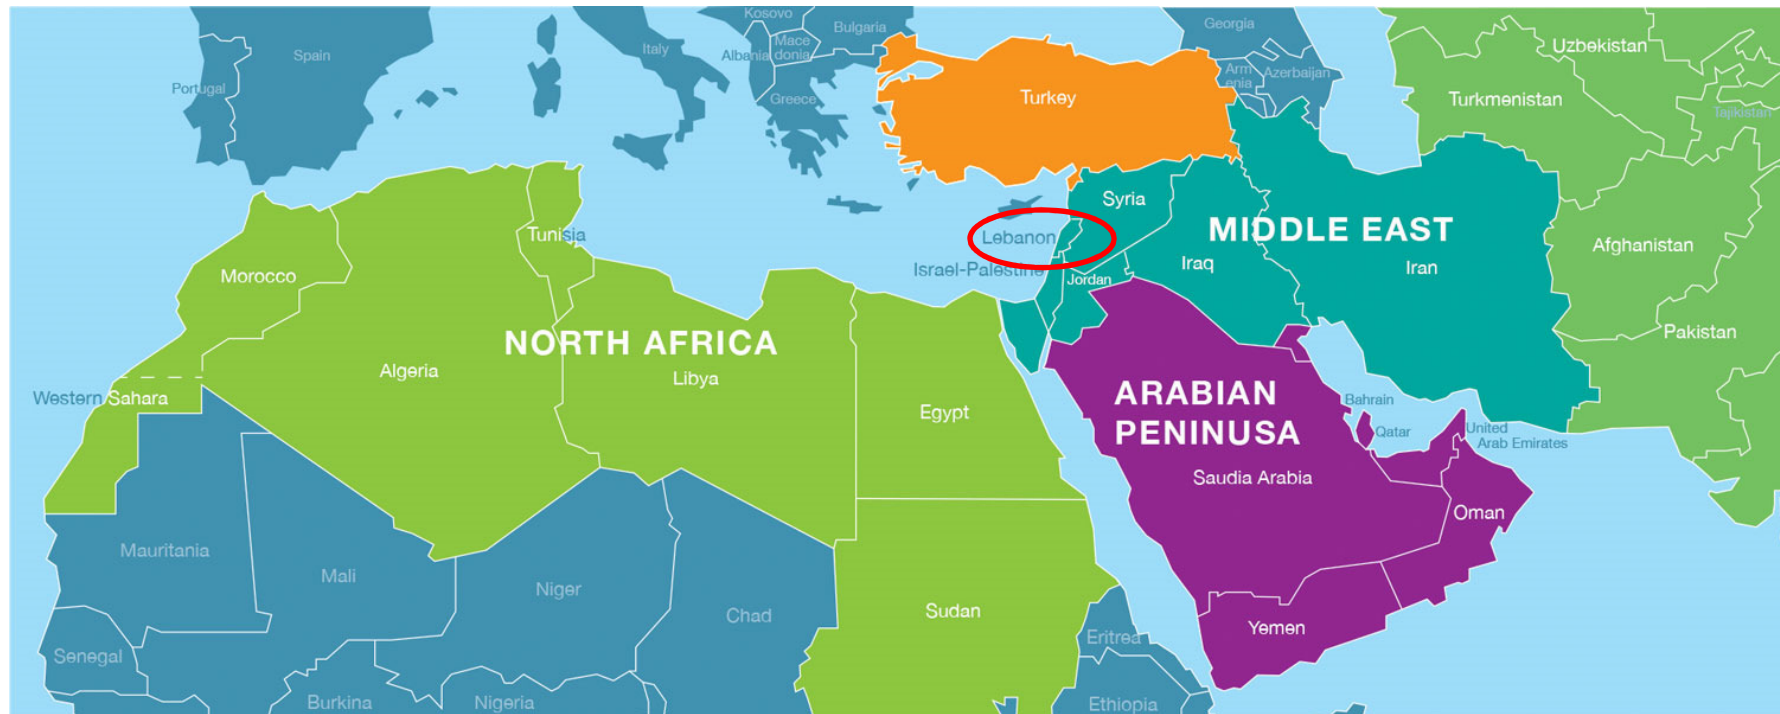 Kosovo
Bulgaria
Georgia
Spain
Italy
Albania
Mace
donia
Uzbekistan
Portugal
Greece
Turkey
Arm
enia
Azerbaijan
Turkmenistan
Tajikistan
Syria
Tunisia
Lebanon
MIDDLE EAST
Afghanistan
Morocco
Israel-Palestine
Jordan
Iraq
Iran
NORTH AFRICA
Pakistan
Algeria
Libya
Western Sahara
Egypt
ARABIAN
PENINUSA
Bahrain
Qatar
United
Arab Emirates
Saudia Arabia
Oman
Mauritania
Mali
Niger
Chad
Sudan
Yemen
Eritrea
Senegal
Burkina
Nigeria
Ethiopia